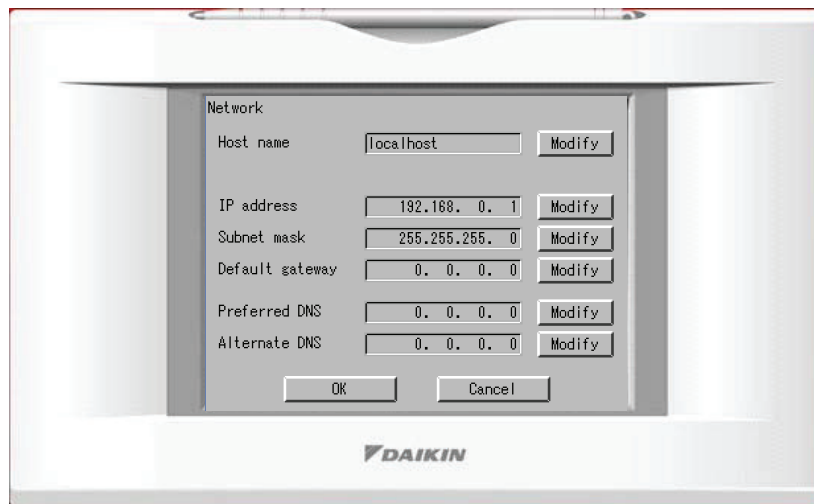 Network
Host name localhost Modify
IP address 192.168. 0. 1 Modify
Subnet mask 255.255.255. 0 Modify
Default gateway 0. 0. 0. 0 Modify
Preferred DNS 0. 0. 0. 0 Modify
Alternate DNS 0. 0. 0. 0 Modify
OK Cancel
DAIKIN